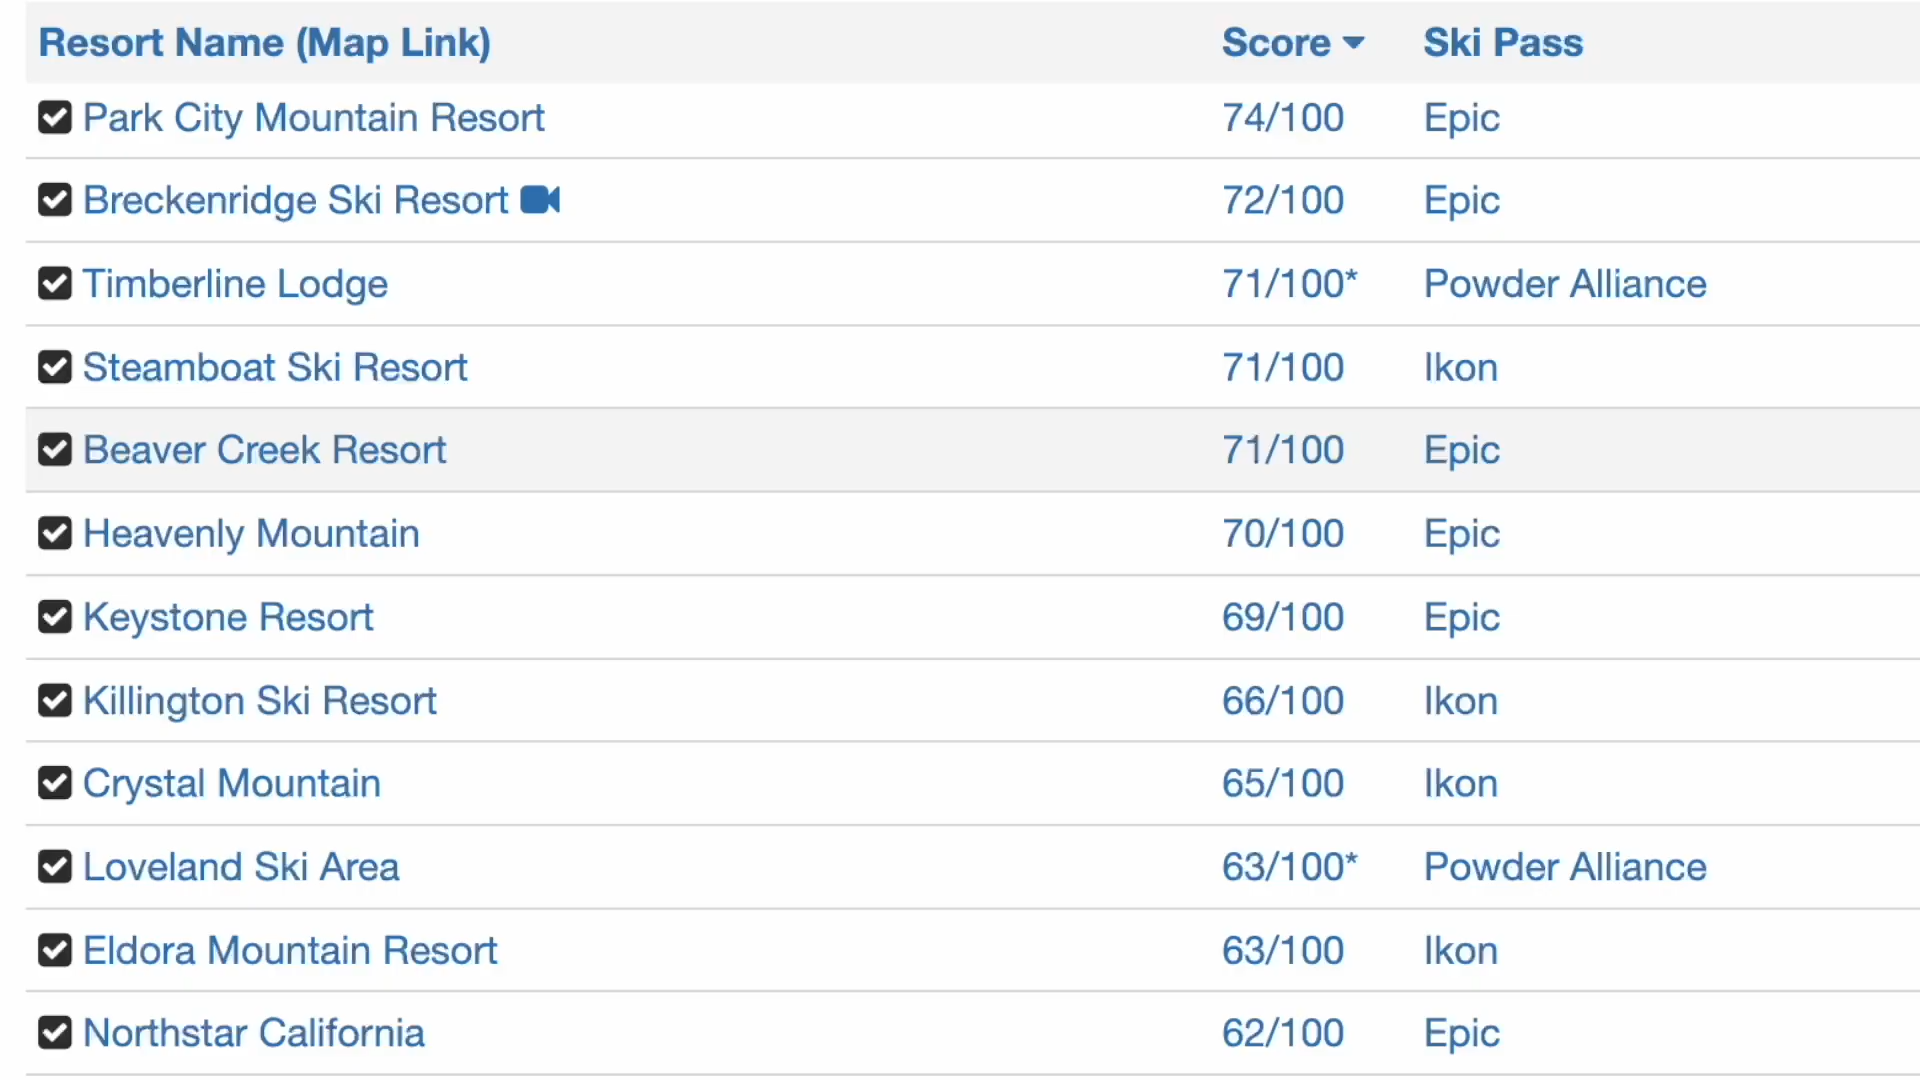 Resort Name (Map Link) Score Ski Pass
Park City Mountain Resort 74/100 Epic
Breckenridge Ski Resort 72/100 Epic
Timberline Lodge 71/100* Powder Alliance
Steamboat Ski Resort 71/100 Ikon
Beaver Creek Resort 71/100 Epic
Heavenly Mountain 70/100 Epic
Keystone Resort 69/100 Epic
Killington Ski Resort 66/100 Ikon
Crystal Mountain 65/100 Ikon
Loveland Ski Area 63/100* Powder Alliance
Eldora Mountain Resort 63/100 Ikon
Northstar California 62/100 Epic